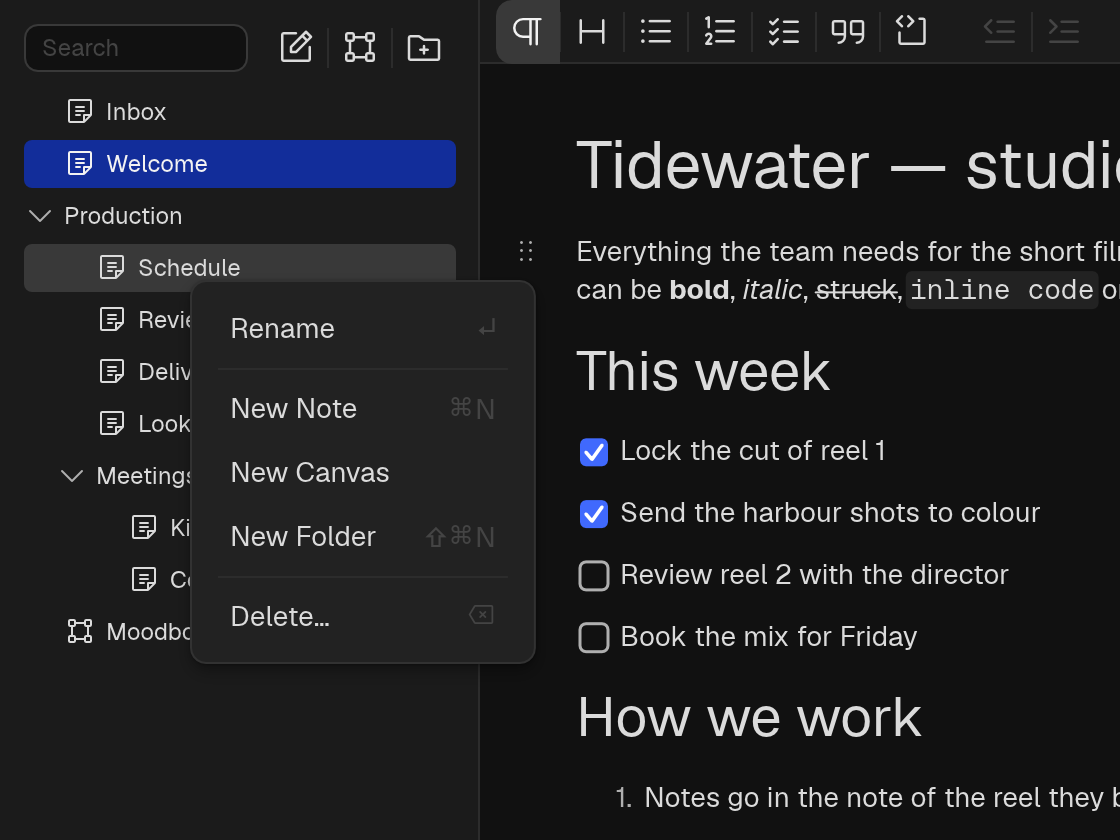 Search
Inbox
Welcome
Production
Schedule
Meetings
Rename
New Note ⌘N
New Canvas
New Folder ⇧⌘N
Delete…
Tidewater —
Everything the team needs for the short
can be bold, italic, struck, inline code
This week
Lock the cut of reel 1
Send the harbour shots to colour
Review reel 2 with the director
Book the mix for Friday
How we work
1. Notes go in the note of the reel they